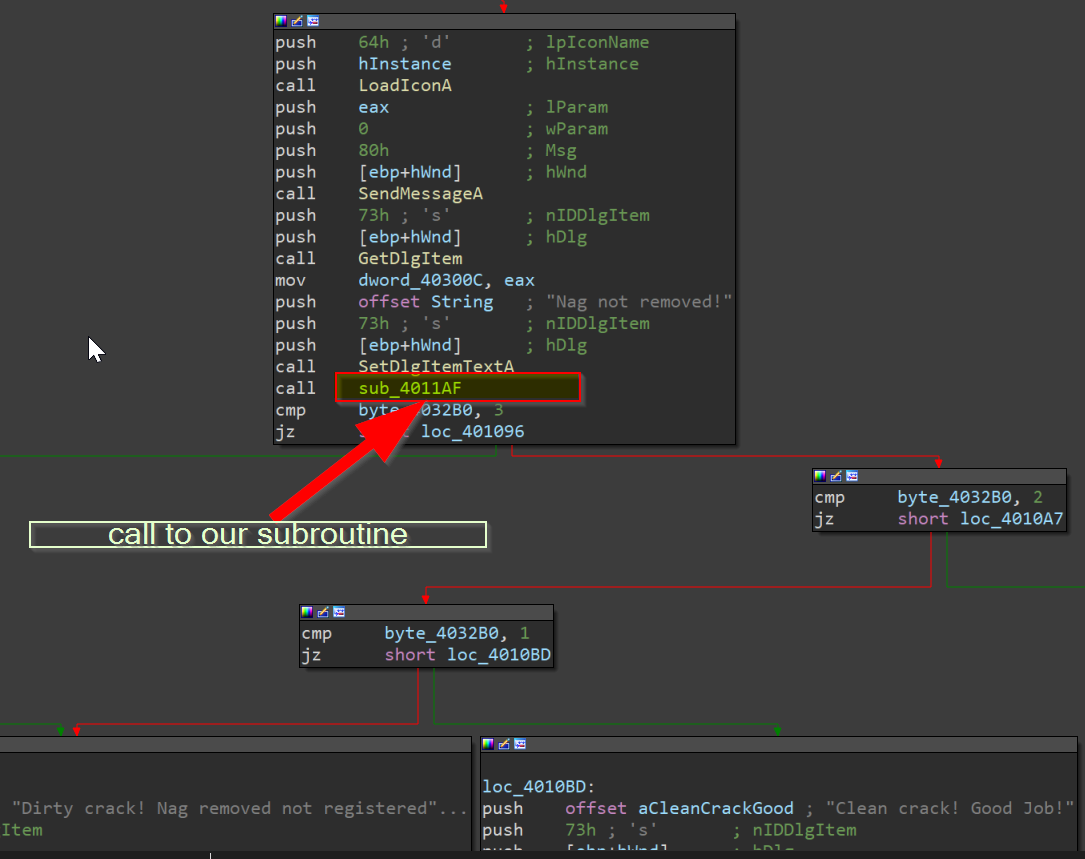 push 64h ; 'd' ; lpIconName
push hInstance ; hInstance
call LoadIconA
push eax ; lParam
push 0 ; wParam
push 80h ; Msg
push [ebp+hWnd] ; hWnd
call SendMessageA
push 73h ; 's' ; nIDDlgItem
push [ebp+hWnd] ; hDlg
call GetDlgItem
mov dword_40300C, eax
push offset String ; "Nag not removed!"
push 73h ; 's' ; nIDDlgItem
push [ebp+hWnd] ; hDlg
call SetDlgItemTextA
call sub_4011AF
cmp byte_4032B0, 3
jz loc_401096
cmp byte_4032B0, 2
jz short loc_4010A7
call to our subroutine
cmp byte_4032B0, 1
jz short loc_4010BD
"Dirty crack! Nag removed not registered"...
Item
loc_4010BD:
push offset aCleanCrackGood ; "Clean crack! Good Job!"
push 73h ; 's' ; nIDDlgItem